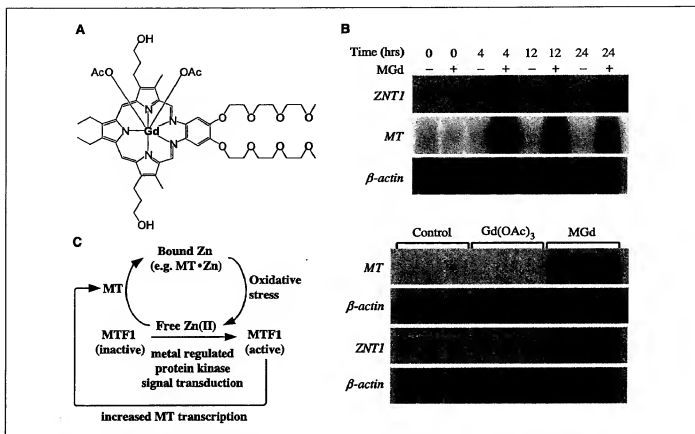 A
OH
AcO
OAc
N
N
N
Gd
N
N
O
O
O
O
O
O
O
O
OH
B
Time (hrs) 0 0 4 4 12 12 24 24
MGd – + – + – + – +
ZNT1
MT
β-actin
Control Gd(OAc)3 MGd
MT
β-actin
ZNT1
β-actin
C
Bound Zn
(e.g. MT•Zn)
MT
Oxidative
stress
Free Zn(II)
MTF1
(inactive)
MTF1
(active)
metal regulated
protein kinase
signal transduction
increased MT transcription